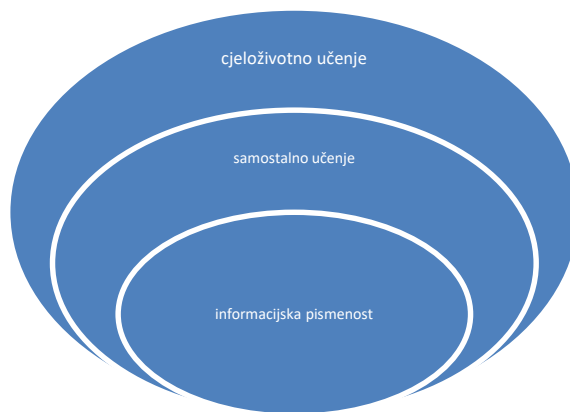 cjeloživotno učenje
samostalno učenje
informacijska pismenost